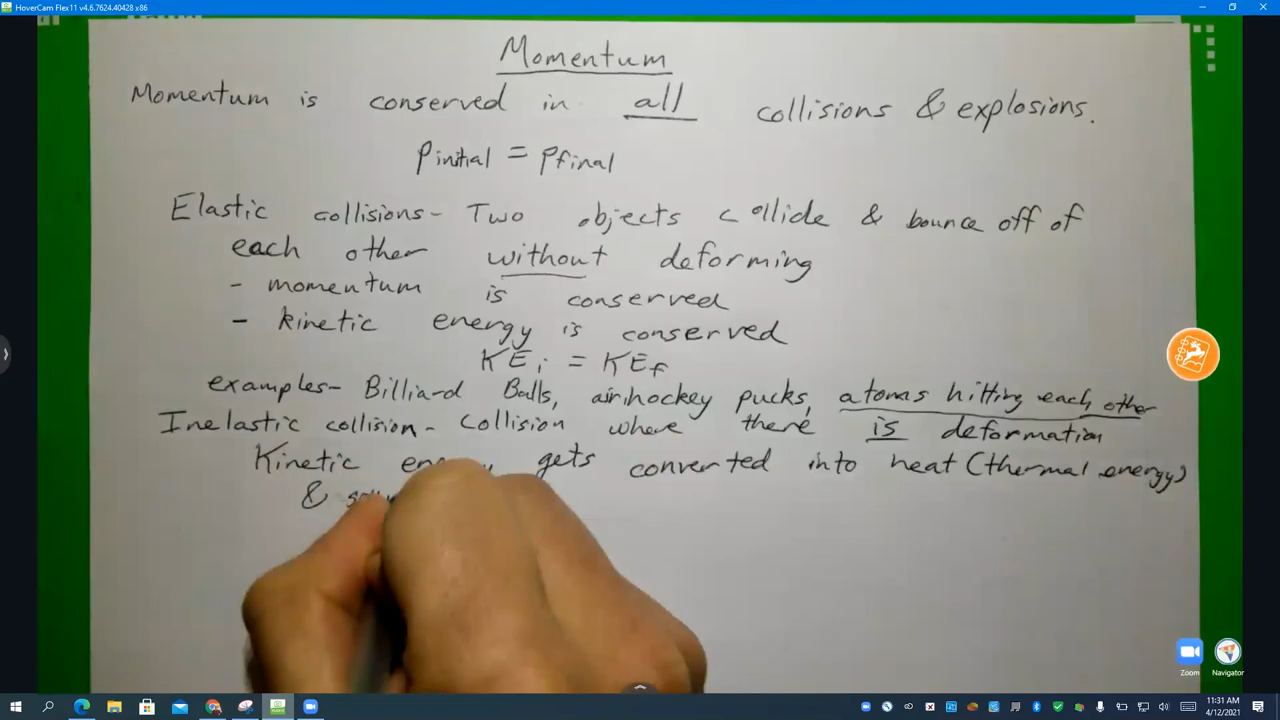 HoverCam Flex11 v4.6.7624.40428 x86
Momentum
Momentum is conserved in all collisions & explosions.
Pinitial = Pfinal
Elastic collisions- Two objects collide & bounce off of
each other without deforming
- momentum is conserved
- kinetic energy is conserved
KEi = KEf
examples- Billiard Balls, airhockey pucks, atoms hitting each other
Inelastic collision- Collision where there is deformation
Kinetic gets converted into heat (thermal energy)
&
Zoom
Navigator
11:31 AM
4/12/2021